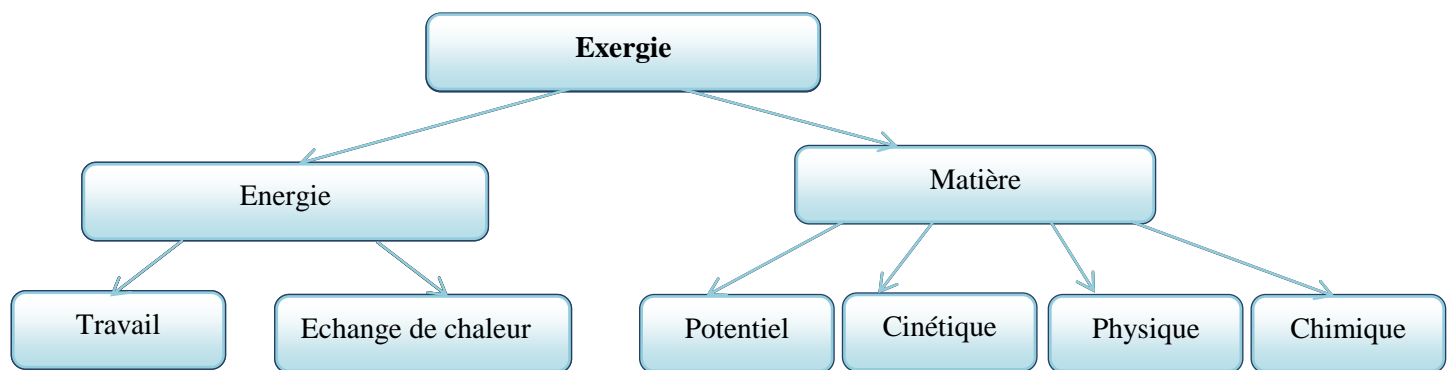 Exergie
Energie
Matière
Travail
Echange de chaleur
Potentiel
Cinétique
Physique
Chimique